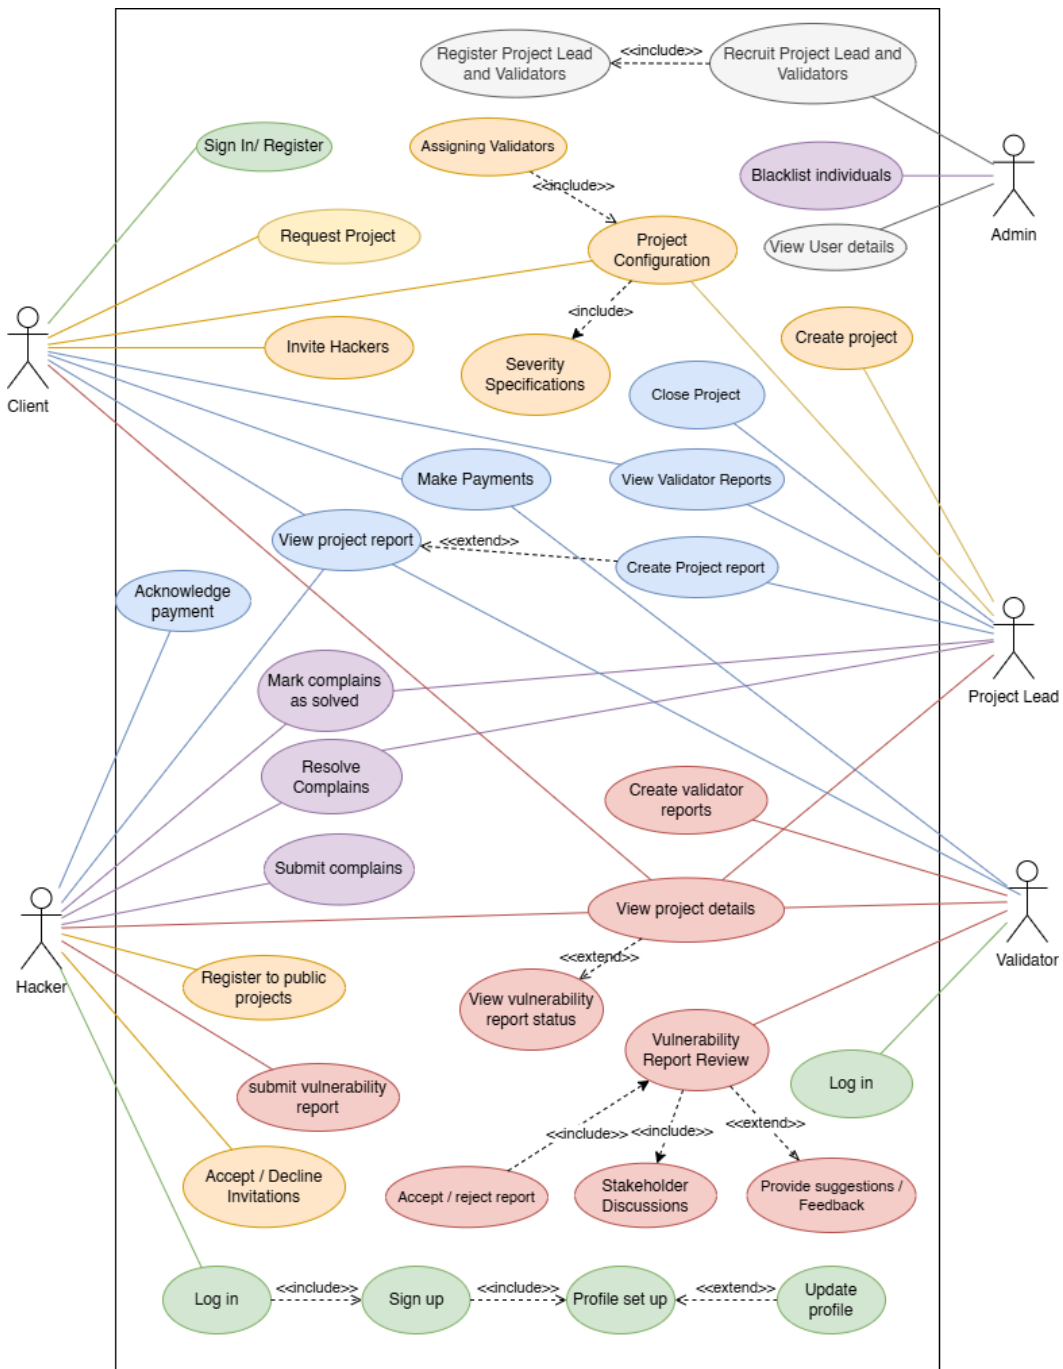 Register Project Lead
and Validators
<<include>>
Recruit Project Lead and
Validators
Sign In/ Register
Assigning Validators
<<include>>
Blacklist individuals
Admin
Request Project
Project
Configuration
View User details
<include>
Client
Invite Hackers
Severity
Specifications
Create project
Close Project
Make Payments
View Validator Reports
View project report
<<extend>>
Create Project report
Acknowledge
payment
Project Lead
Mark complains
as solved
Resolve
Complains
Create validator
reports
Submit complains
View project details
Hacker
Validator
Register to public
projects
<<extend>>
View vulnerability
report status
Vulnerability
Report Review
submit vulnerability
report
Log in
<<include>>
<<include>>
<<extend>>
Accept / Decline
Invitations
Accept / reject report
Stakeholder
Discussions
Provide suggestions /
Feedback
Log in
<<include>>
Sign up
<<include>>
Profile set up
<<extend>>
Update
profile